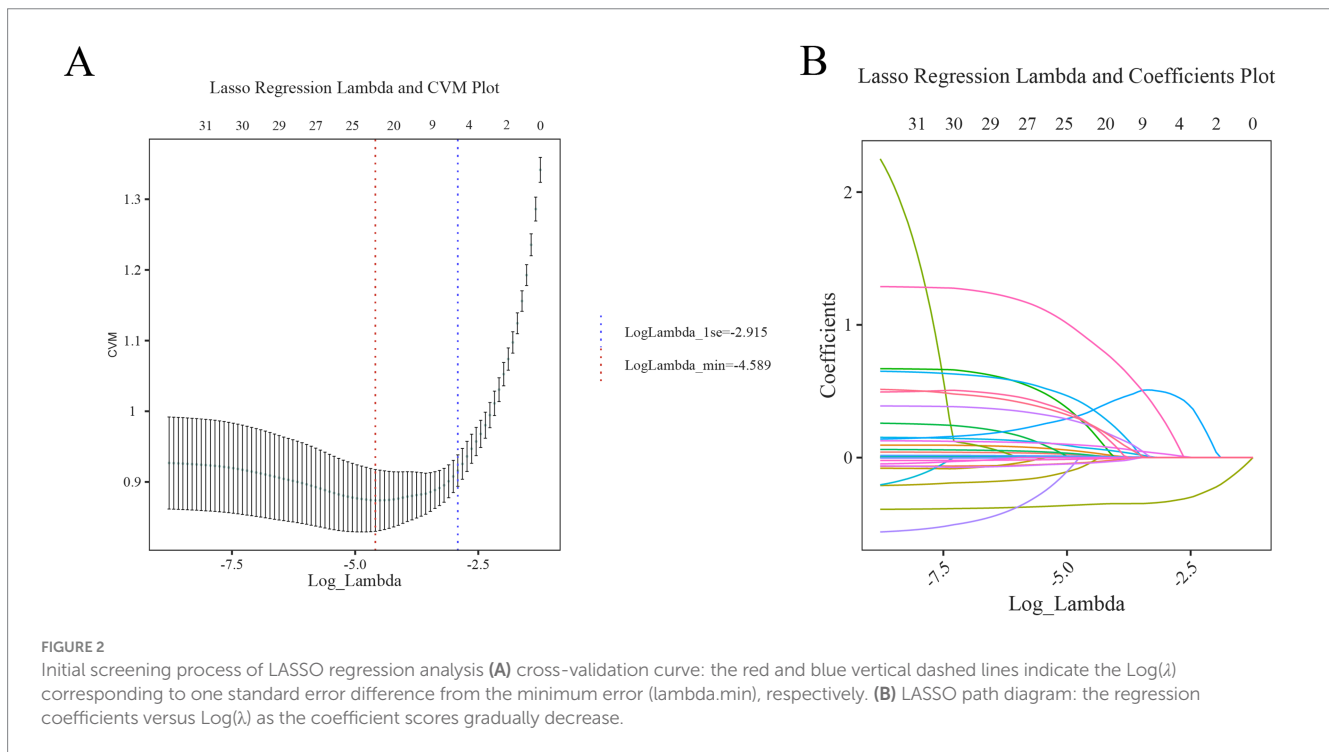 A
Lasso Regression Lambda and CVM Plot
31 30 29 27 25 20 9 4 2 0
1.3
1.2
1.1
1
0.9
CVM
-7.5 -5.0 -2.5
Log_Lambda
LogLambda_1se=-2.915
LogLambda_min=-4.589
B
Lasso Regression Lambda and Coefficients Plot
31 30 29 27 25 20 9 4 2 0
2
1
0
Coefficients
-7.5 -5.0 -2.5
Log_Lambda
FIGURE 2
Initial screening process of LASSO regression analysis (A) cross-validation curve: the red and blue vertical dashed lines indicate the Log(λ)
corresponding to one standard error difference from the minimum error (lambda.min), respectively. (B) LASSO path diagram: the regression
coefficients versus Log(λ) as the coefficient scores gradually decrease.